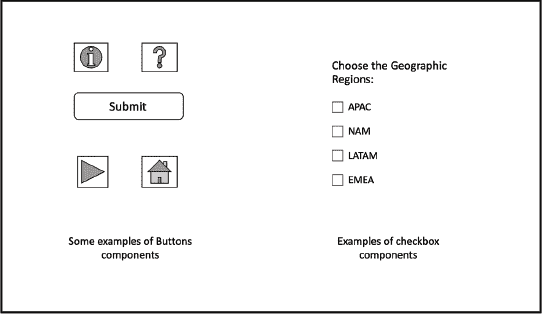 i
?
Submit
Some examples of Buttons
components
Choose the Geographic
Regions:
APAC
NAM
LATAM
EMEA
Examples of checkbox
components